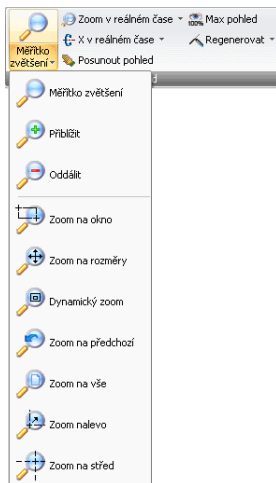 Zoom v reálném čase
Max pohled
X v reálném čase
Regenerovat
Měřítko
zvětšení
Posunout pohled
Měřítko zvětšení
Přiblížit
Oddálit
Zoom na okno
Zoom na rozměry
Dynamický zoom
Zoom na předchozí
Zoom na vše
Zoom nalevo
Zoom na střed